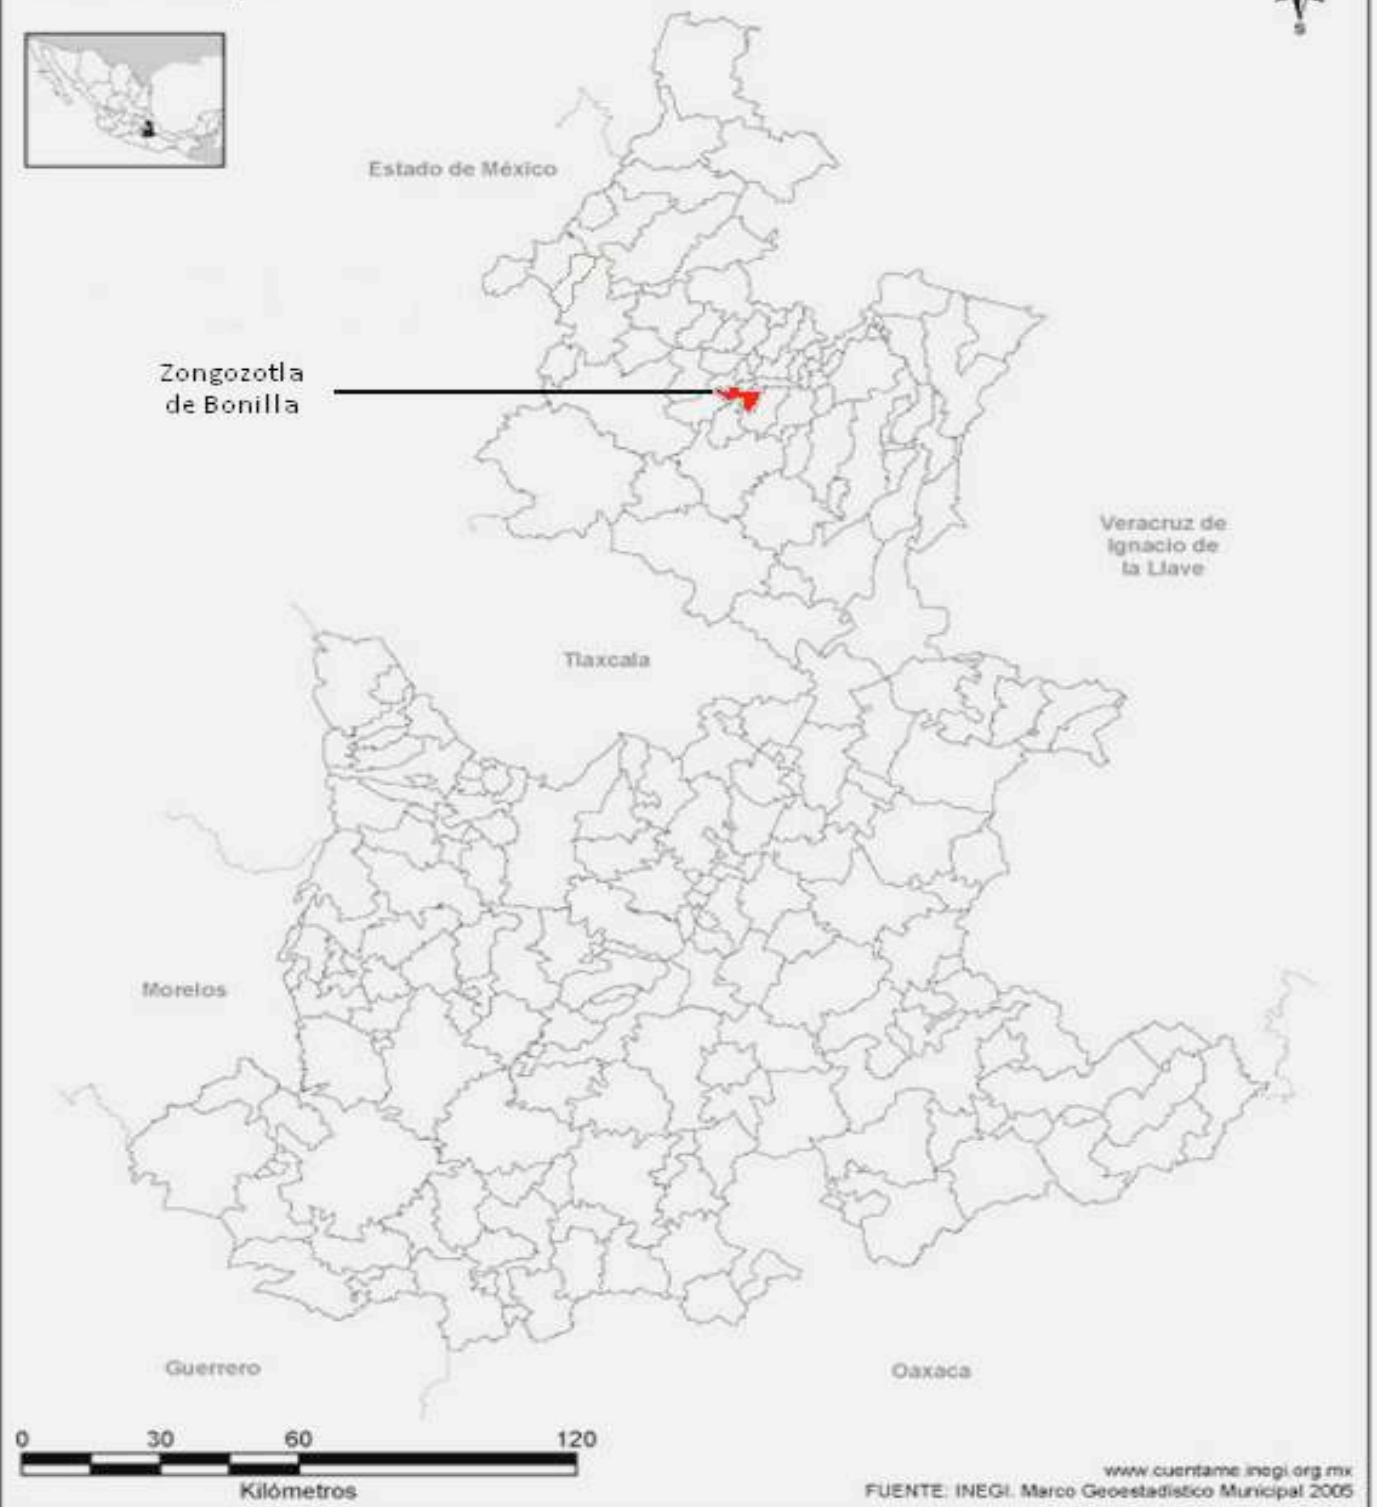 S
Estado de México
Zongozotla
de Bonilla
Veracruz de
Ignacio de
la Llave
Tlaxcala
Morelos
Guerrero
Oaxaca
0 30 60 120
Kilómetros
www.cuentame.inegi.org.mx
FUENTE: INEGI. Marco Geoestadístico Municipal 2005